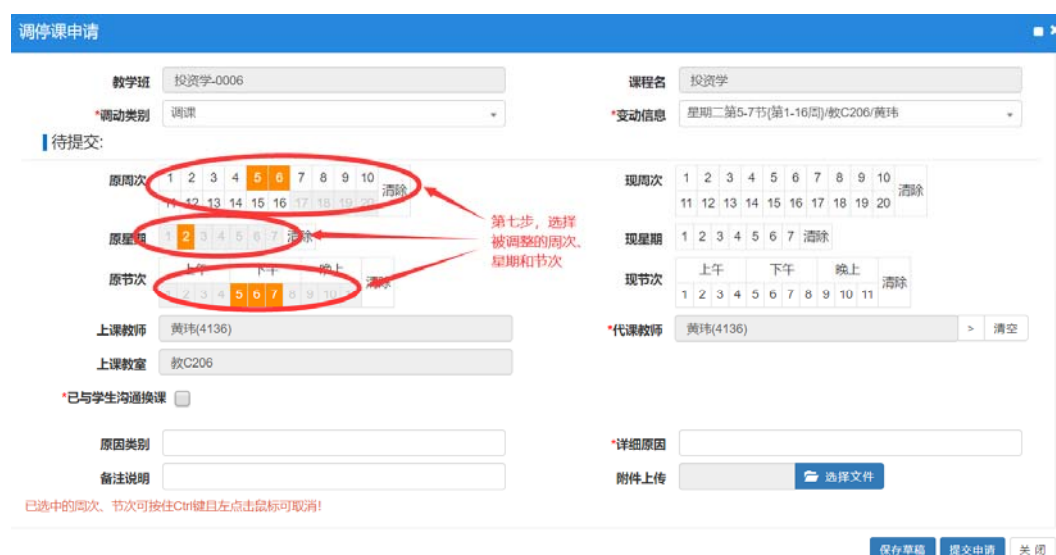 调停课申请
教学班 投资学-0006 课程名 投资学
*调动类别 调课 *变动信息 星期二第5-7节{第1-16周}/教C206/黄玮
待提交:
原周次 1 2 3 4 5 6 7 8 9 10 清除 现周次 1 2 3 4 5 6 7 8 9 10 清除
11 12 13 14 15 16 17 18 19 20 11 12 13 14 15 16 17 18 19 20
第七步，选择
被调整的周次、
星期和节次
原星期 1 2 3 4 5 6 7 清除 现星期 1 2 3 4 5 6 7 清除
原节次 上午 下午 晚上 清除 现节次 上午 下午 晚上 清除
1 2 3 4 5 6 7 8 9 10 11 1 2 3 4 5 6 7 8 9 10 11
上课教师 黄玮(4136) *代课教师 黄玮(4136) > 清空
上课教室 教C206
*已与学生沟通换课
原因类别 *详细原因
备注说明 附件上传 选择文件
已选中的周次、节次可按住Ctrl键且左点击鼠标可取消!
保存草稿 提交申请 关闭